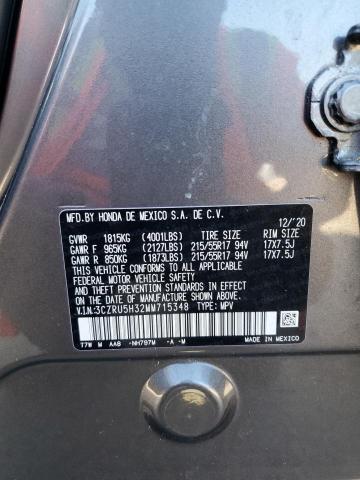 MFD.BY HONDA DE MEXICO S.A. DE C.V.
12/'20
GVWR 1815KG (4001LBS) TIRE SIZE RIM SIZE
GAWR F 965KG (2127LBS) 215/55R17 94V 17X7.5J
GAWR R 850KG (1873LBS) 215/55R17 94V 17X7.5J
THIS VEHICLE CONFORMS TO ALL APPLICABLE
FEDERAL MOTOR VEHICLE SAFETY AND THEFT
PREVENTION STANDARDS IN EFFECT ON THE DATE
OF MANUFACTURE SHOWN ABOVE.
V.I.N:3CZRU5H32MM715348 TYPE: MPV
T7W M AAB -NH797M -A -M
MADE IN MEXICO